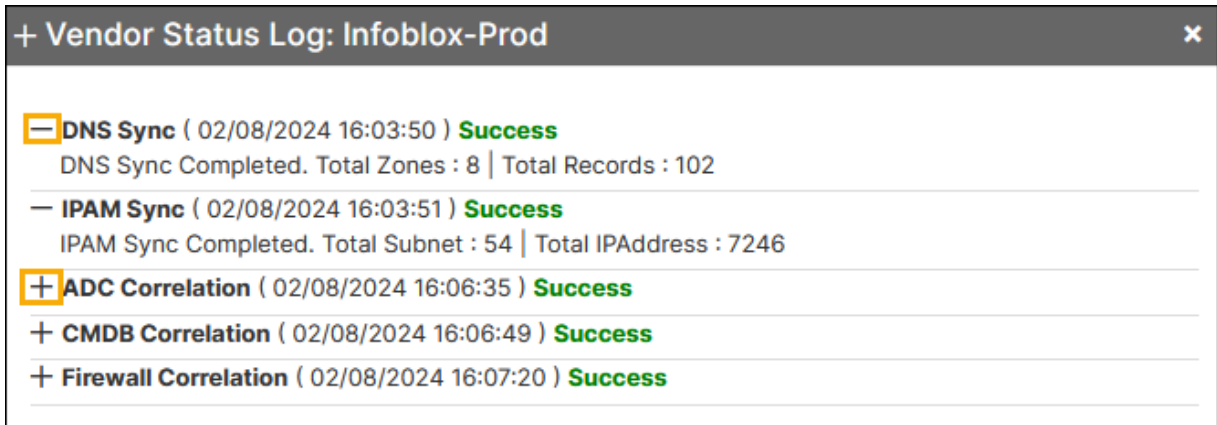 + Vendor Status Log: Infoblox-Prod ×
— DNS Sync ( 02/08/2024 16:03:50 ) Success
DNS Sync Completed. Total Zones : 8 | Total Records : 102
— IPAM Sync ( 02/08/2024 16:03:51 ) Success
IPAM Sync Completed. Total Subnet : 54 | Total IPAddress : 7246
+ ADC Correlation ( 02/08/2024 16:06:35 ) Success
+ CMDB Correlation ( 02/08/2024 16:06:49 ) Success
+ Firewall Correlation ( 02/08/2024 16:07:20 ) Success